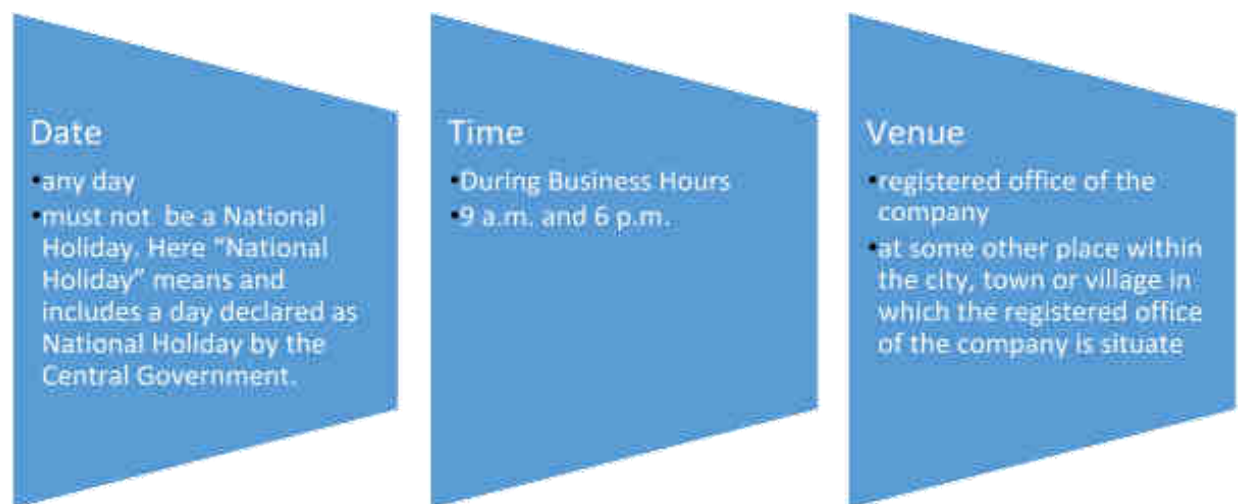 Date
•any day
•must not be a National
Holiday. Here "National
Holiday" means and
includes a day declared as
National Holiday by the
Central Government.
Time
•During Business Hours
•9 a.m. and 6 p.m.
Venue
•registered office of the
company
•at some other place within
the city, town or village in
which the registered office
of the company is situate